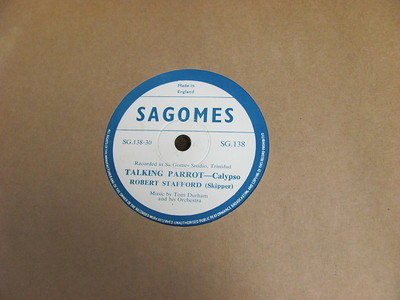 Made in
England
SAGOMES
SG.138-30 SG.138
Recorded in Sa Gomes Studio, Trinidad
TALKING PARROT—Calypso
ROBERT STAFFORD (Skipper)
Music by Tom Durham
and his Orchestra